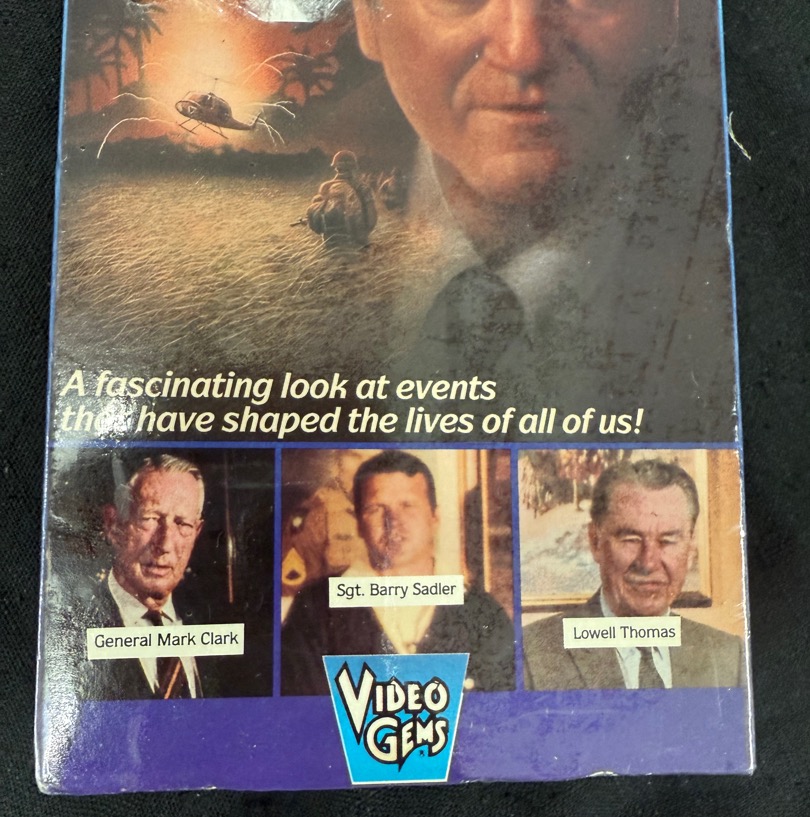 A fascinating look at events
that have shaped the lives of all of us!
General Mark Clark
Sgt. Barry Sadler
Lowell Thomas
VIDEO
GEMS